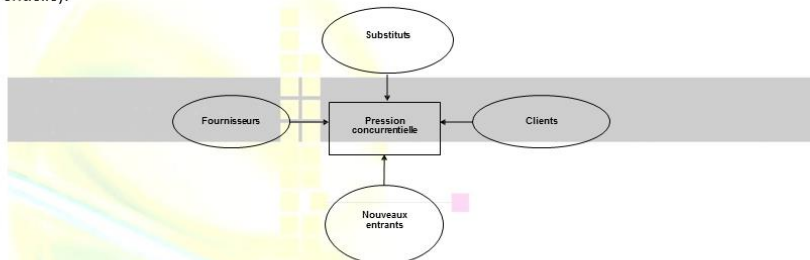 Substituts
Fournisseurs
Pression
concurrentielle
Clients
Nouveaux
entrants